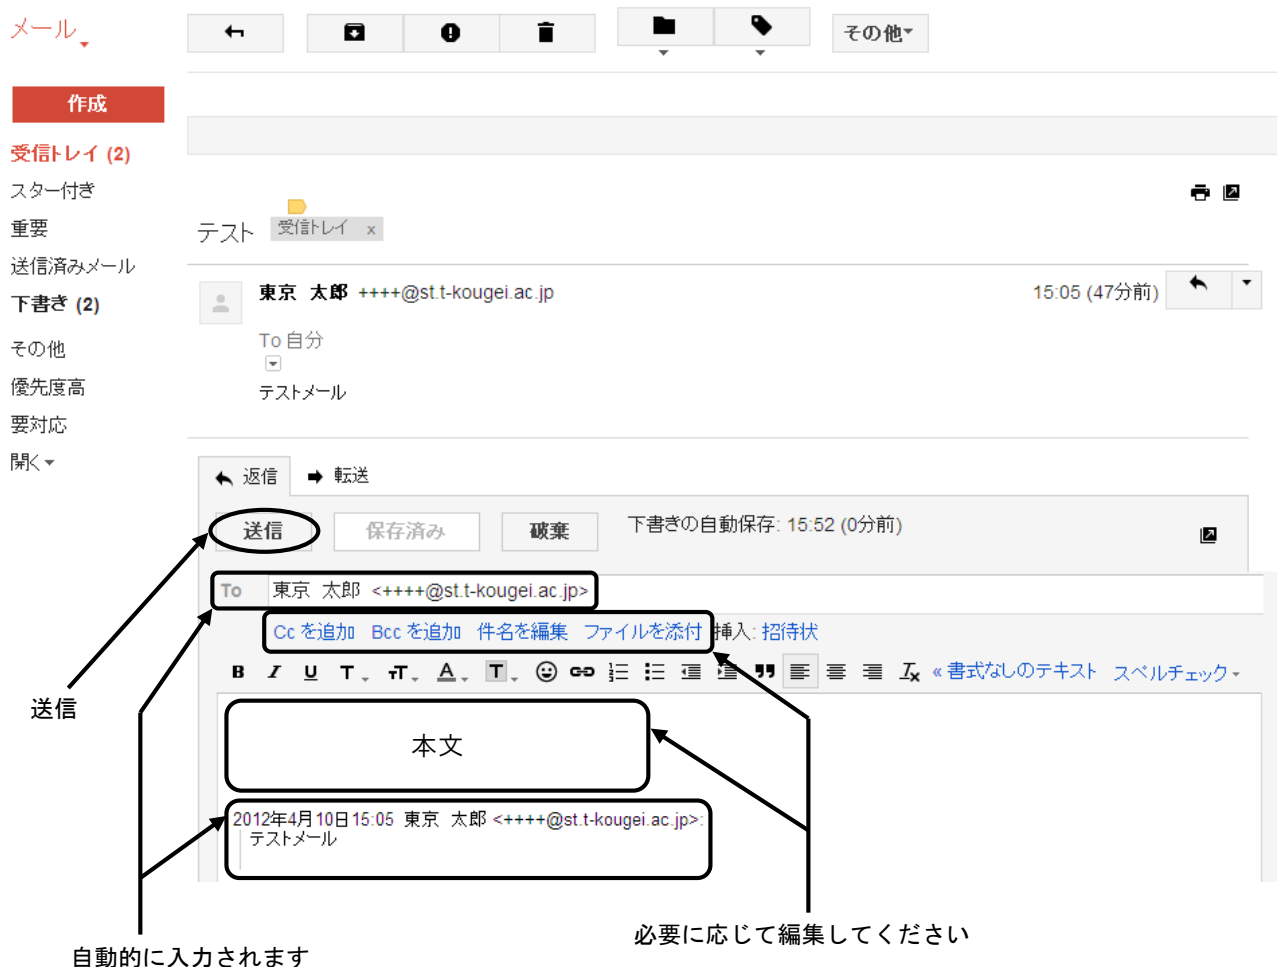 メール
その他
作成
受信トレイ (2)
スター付き
重要
送信済みメール
下書き (2)
その他
優先度高
要対応
開く
テスト 受信トレイ x
東京 太郎 ++++@st.t-kougei.ac.jp 15:05 (47分前)
To 自分
テストメール
返信 転送
送信 保存済み 破棄 下書きの自動保存: 15:52 (0分前)
To 東京 太郎 <++++@st.t-kougei.ac.jp>
Cc を追加 Bcc を追加 件名を編集 ファイルを添付 挿入: 招待状
B I U T T A T Tx « 書式なしのテキスト スペルチェック
送信
本文
2012年4月10日15:05 東京 太郎 <++++@st.t-kougei.ac.jp>:
テストメール
必要に応じて編集してください
自動的に入力されます